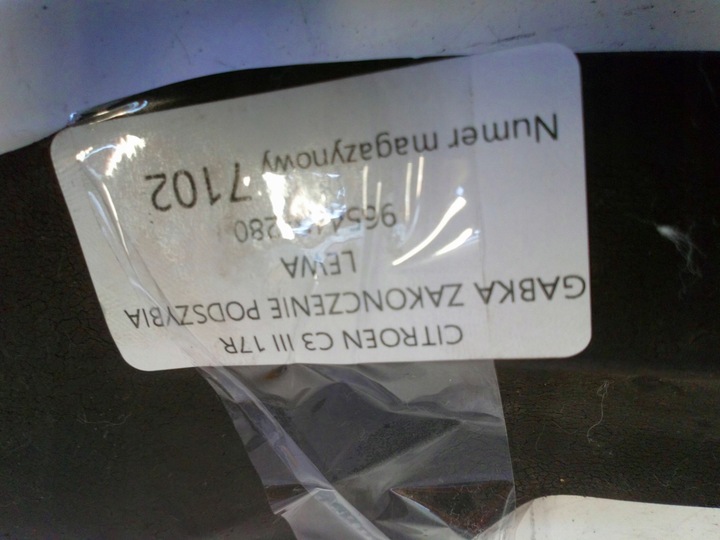 CITROEN C3 III 17R
GABKA ZAKONCZENIE PODSZYBIA
LEWA
Numer magazynowy 7102